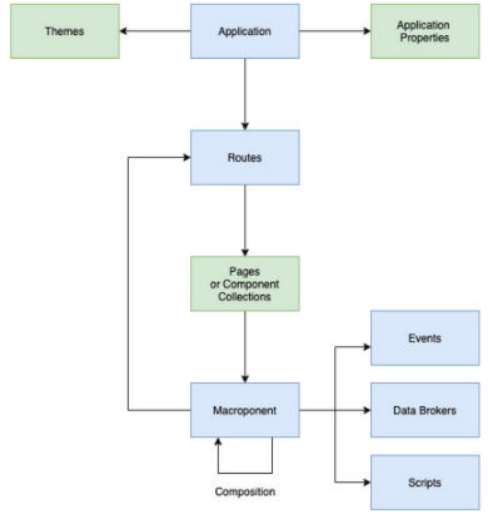 Themes
Application
Application
Properties
Routes
Pages
or Component
Collections
Events
Macroponent
Data Brokers
Composition
Scripts